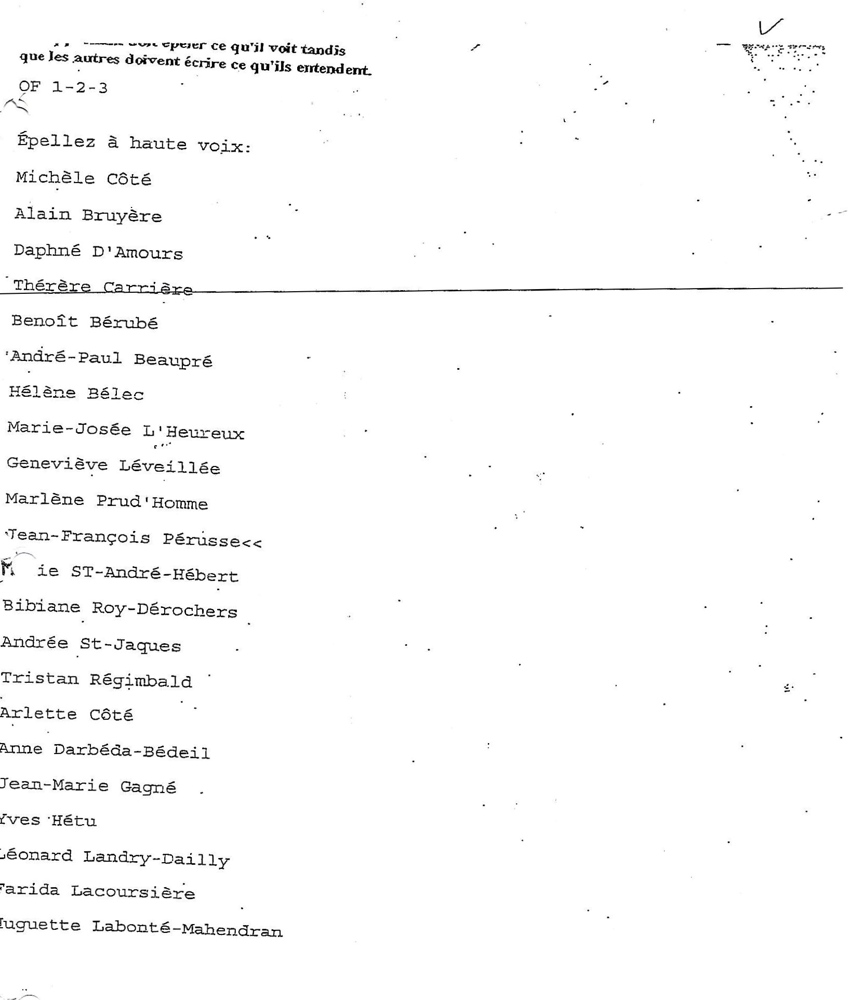 doit épeler ce qu'il voit tandis
que les autres doivent écrire ce qu'ils entendent.
OF 1-2-3
Épellez à haute voix:
Michèle Côté
Alain Bruyère
Daphné D'Amours
Thérère Carrière
Benoît Bérubé
André-Paul Beaupré
Hélène Bélec
Marie-Josée L'Heureux
Geneviève Léveillée
Marlène Prud'Homme
Jean-François Pérusse<<
ie ST-André-Hébert
Bibiane Roy-Dérochers
Andrée St-Jaques
Tristan Régimbald
Arlette Côté
Anne Darbéda-Bédeil
Jean-Marie Gagné
Yves Hétu
Léonard Landry-Dailly
Farida Lacoursière
Huguette Labonté-Mahendran